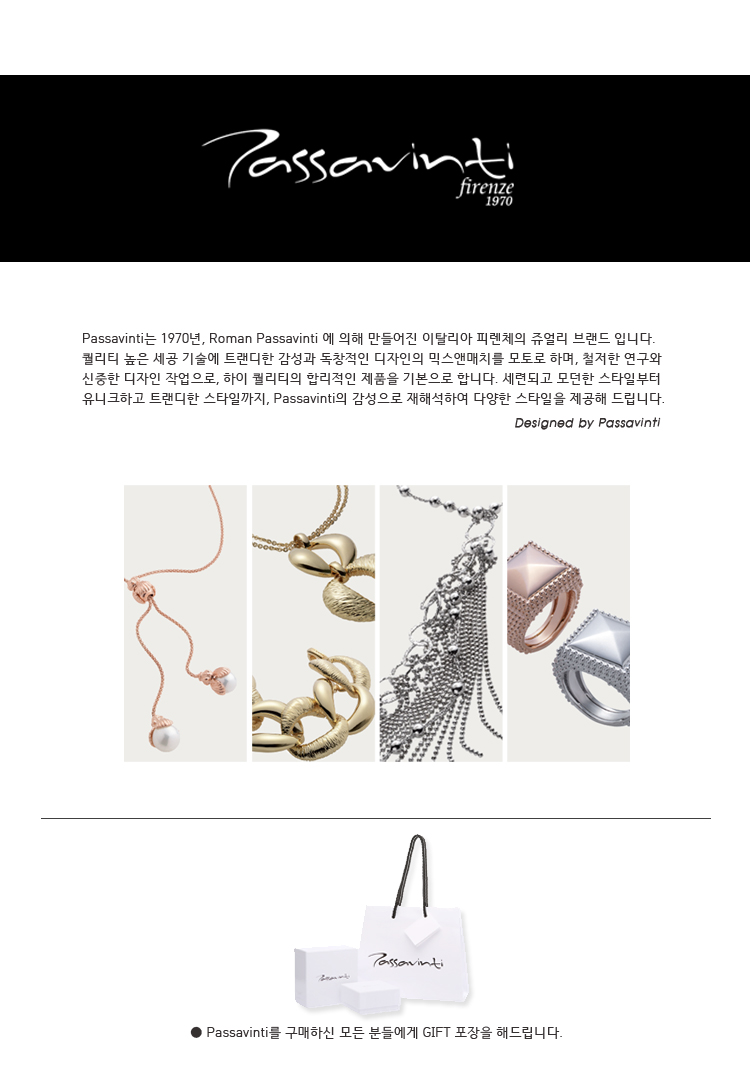 Passavinti
firenze
1970
Passavinti는 1970년, Roman Passavinti 에 의해 만들어진 이탈리아 피렌체의 쥬얼리 브랜드 입니다.
퀄리티 높은 세공 기술에 트랜디한 감성과 독창적인 디자인의 믹스앤매치를 모토로 하며, 철저한 연구와
신중한 디자인 작업으로, 하이 퀄리티의 합리적인 제품을 기본으로 합니다. 세련되고 모던한 스타일부터
유니크하고 트랜디한 스타일까지, Passavinti의 감성으로 재해석하여 다양한 스타일을 제공해 드립니다.
Designed by Passavinti
Passavinti
Passavinti
● Passavinti를 구매하신 모든 분들에게 GIFT 포장을 해드립니다.